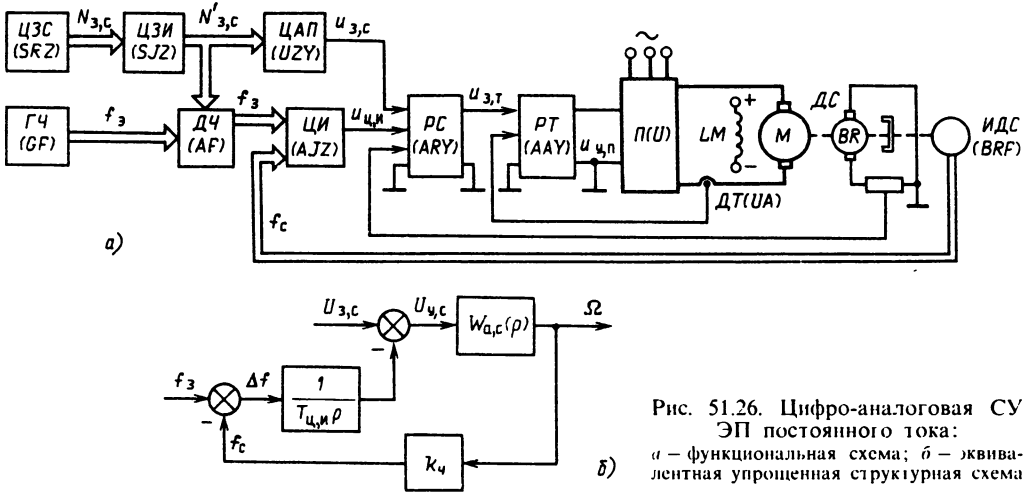 ЦЗС (SRZ)
N з,с
ЦЗИ (SJZ)
N' з,с
ЦАП (UZY)
u з,с
ГЧ (GF)
f э
ДЧ (AF)
f з
ЦИ (AJZ)
u ц,и
РС (ARY)
u з,т
РТ (AAY)
u ц,п
~
П(U)
LM
+
−
M
ДС
BR
ИДС (BRF)
ДТ(UA)
f с
а)
U з,с
U у,с
−
W а,с (p)
Ω
f з
−
Δf
1
T ц,и p
f с
k ч
б)
Рис. 51.26. Цифро-аналоговая СУ
ЭП постоянного тока:
а – функциональная схема; б – эквива-
лентная упрощенная структурная схема